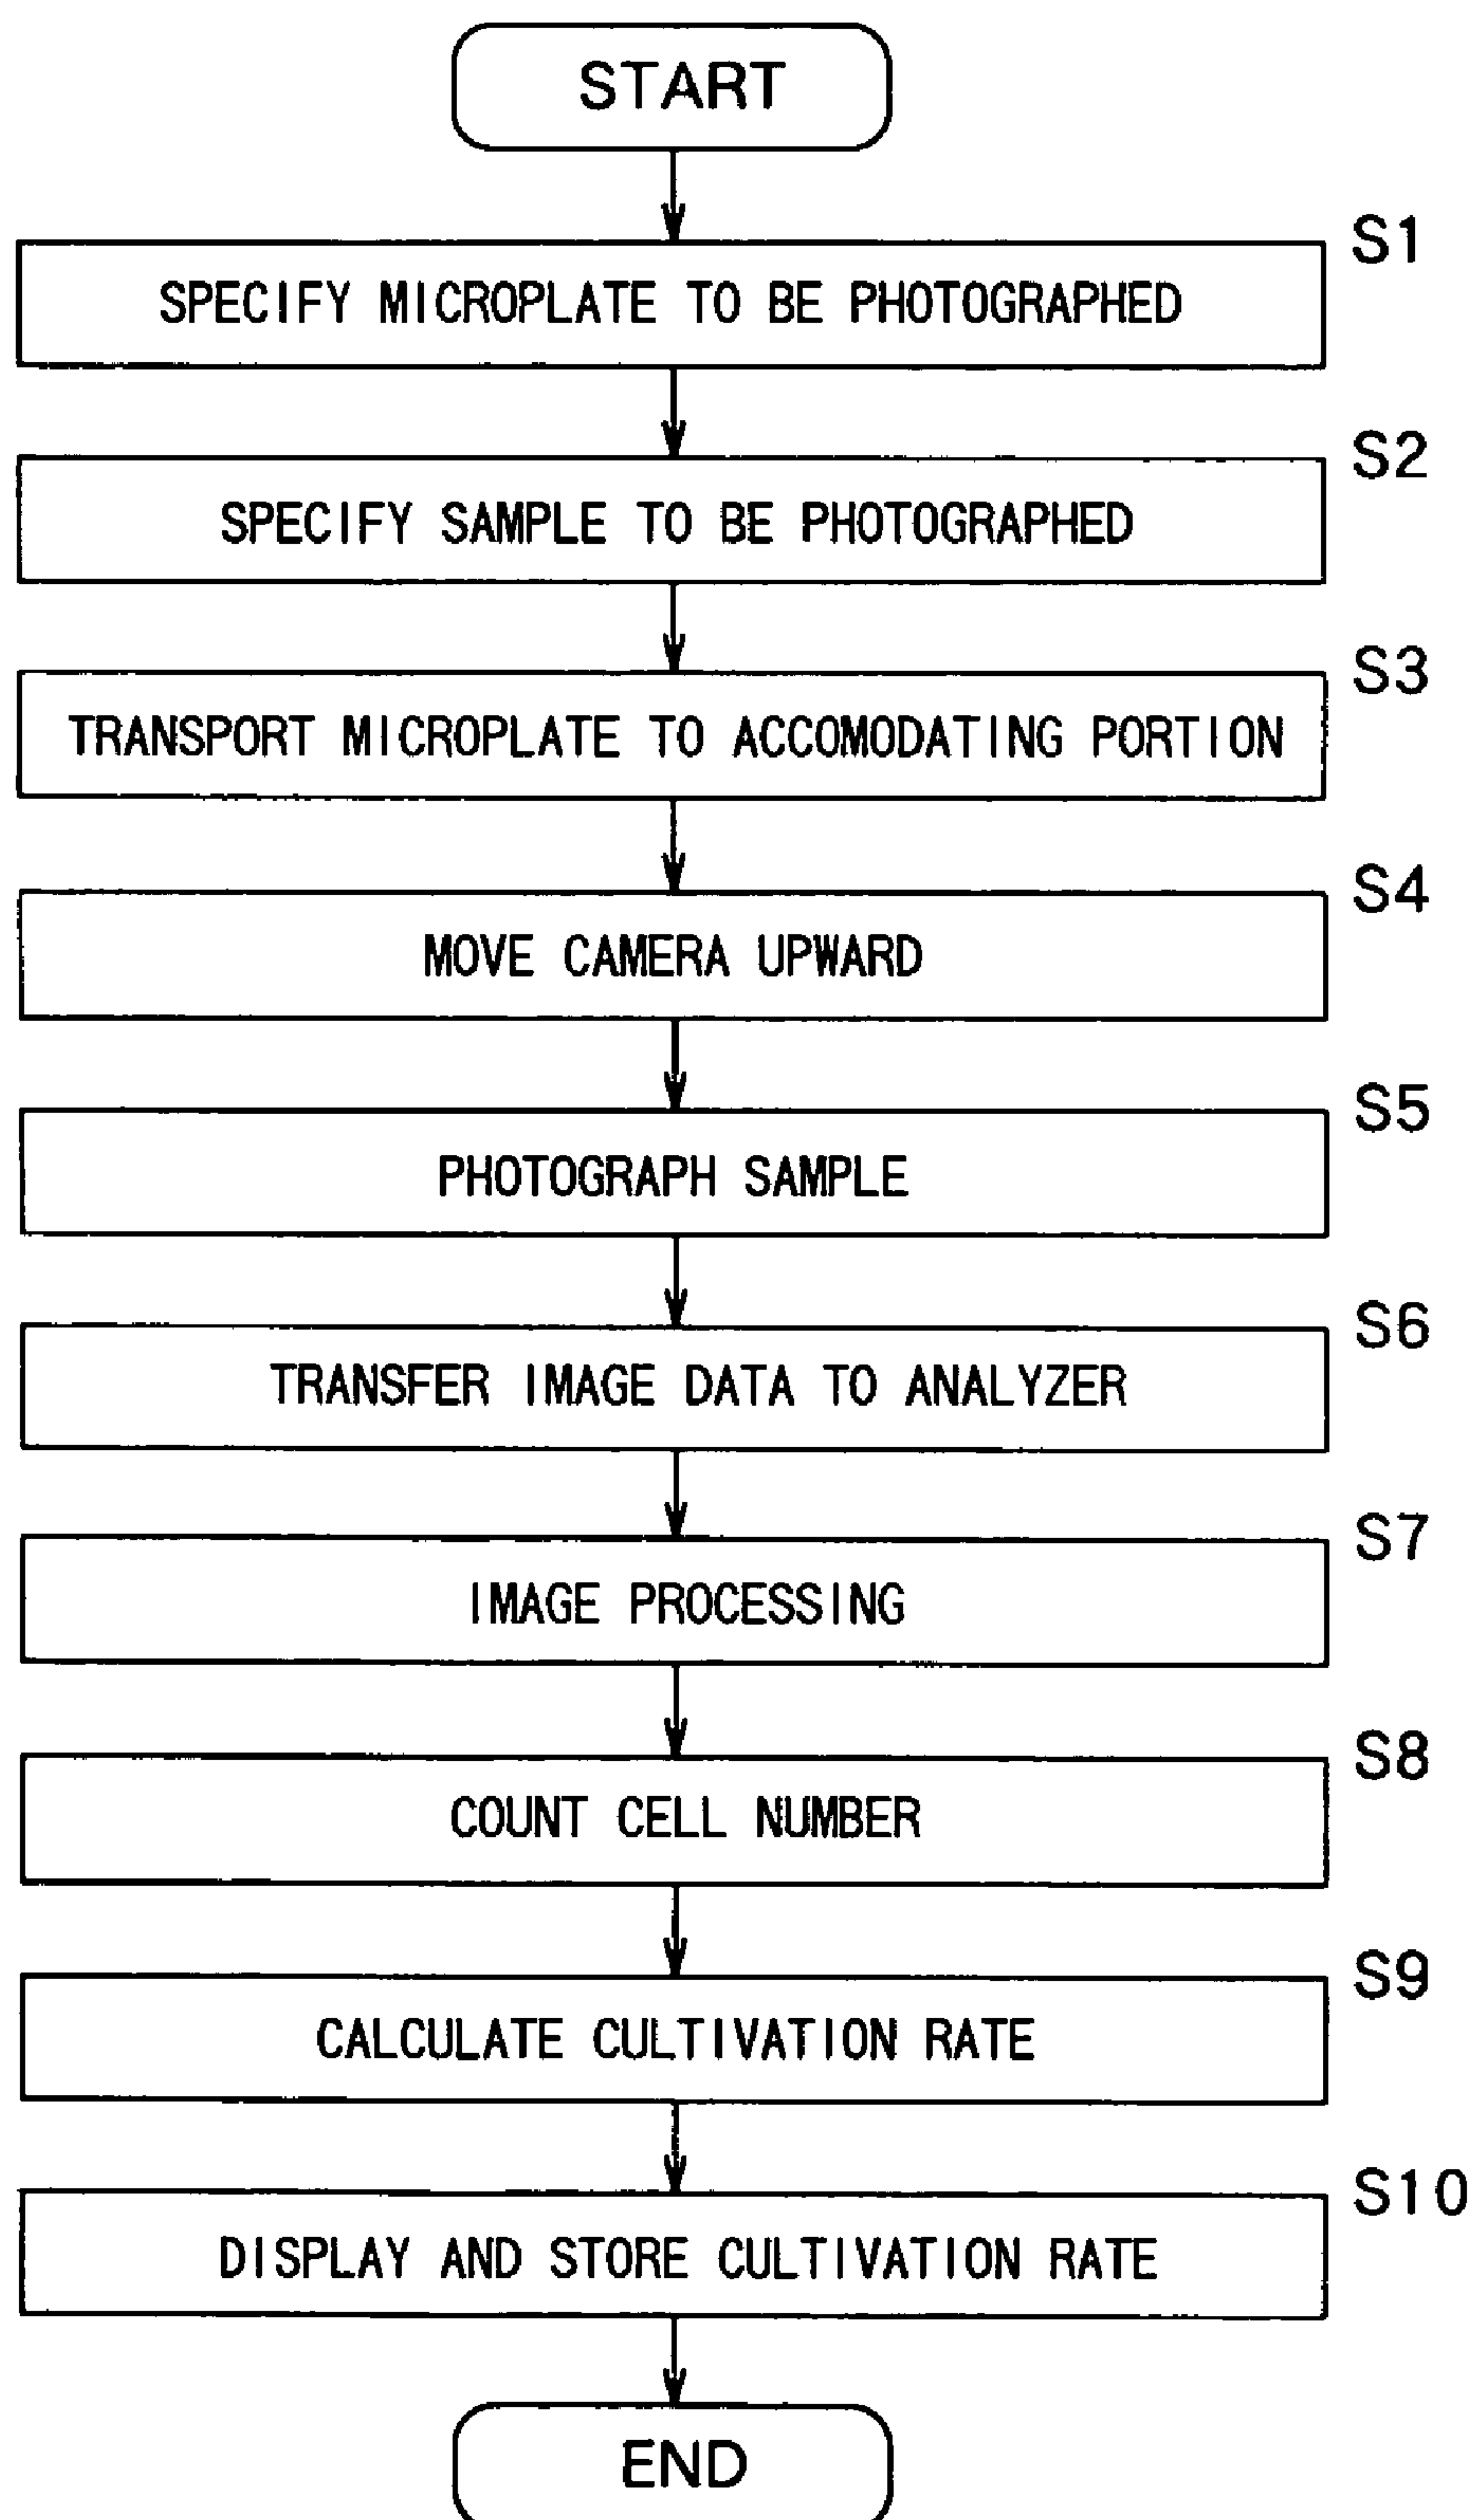 START
S1
SPECIFY MICROPLATE TO BE PHOTOGRAPHED
S2
SPECIFY SAMPLE TO BE PHOTOGRAPHED
S3
TRANSPORT MICROPLATE TO ACCOMODATING PORTION
S4
MOVE CAMERA UPWARD
S5
PHOTOGRAPH SAMPLE
S6
TRANSFER IMAGE DATA TO ANALYZER
S7
IMAGE PROCESSING
S8
COUNT CELL NUMBER
S9
CALCULATE CULTIVATION RATE
S10
DISPLAY AND STORE CULTIVATION RATE
END